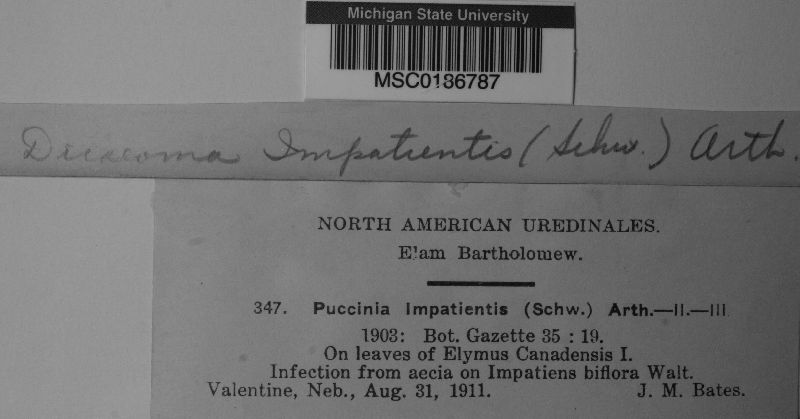 Michigan State University
MSC0186787
Dicaeoma Impatientis (Schw.) Arth.
NORTH AMERICAN UREDINALES.
Elam Bartholomew.
347. Puccinia Impatientis (Schw.) Arth.—II.—III
1903: Bot. Gazette 35 : 19.
On leaves of Elymus Canadensis I.
Infection from aecia on Impatiens biflora Walt.
Valentine, Neb., Aug. 31, 1911. J. M. Bates.